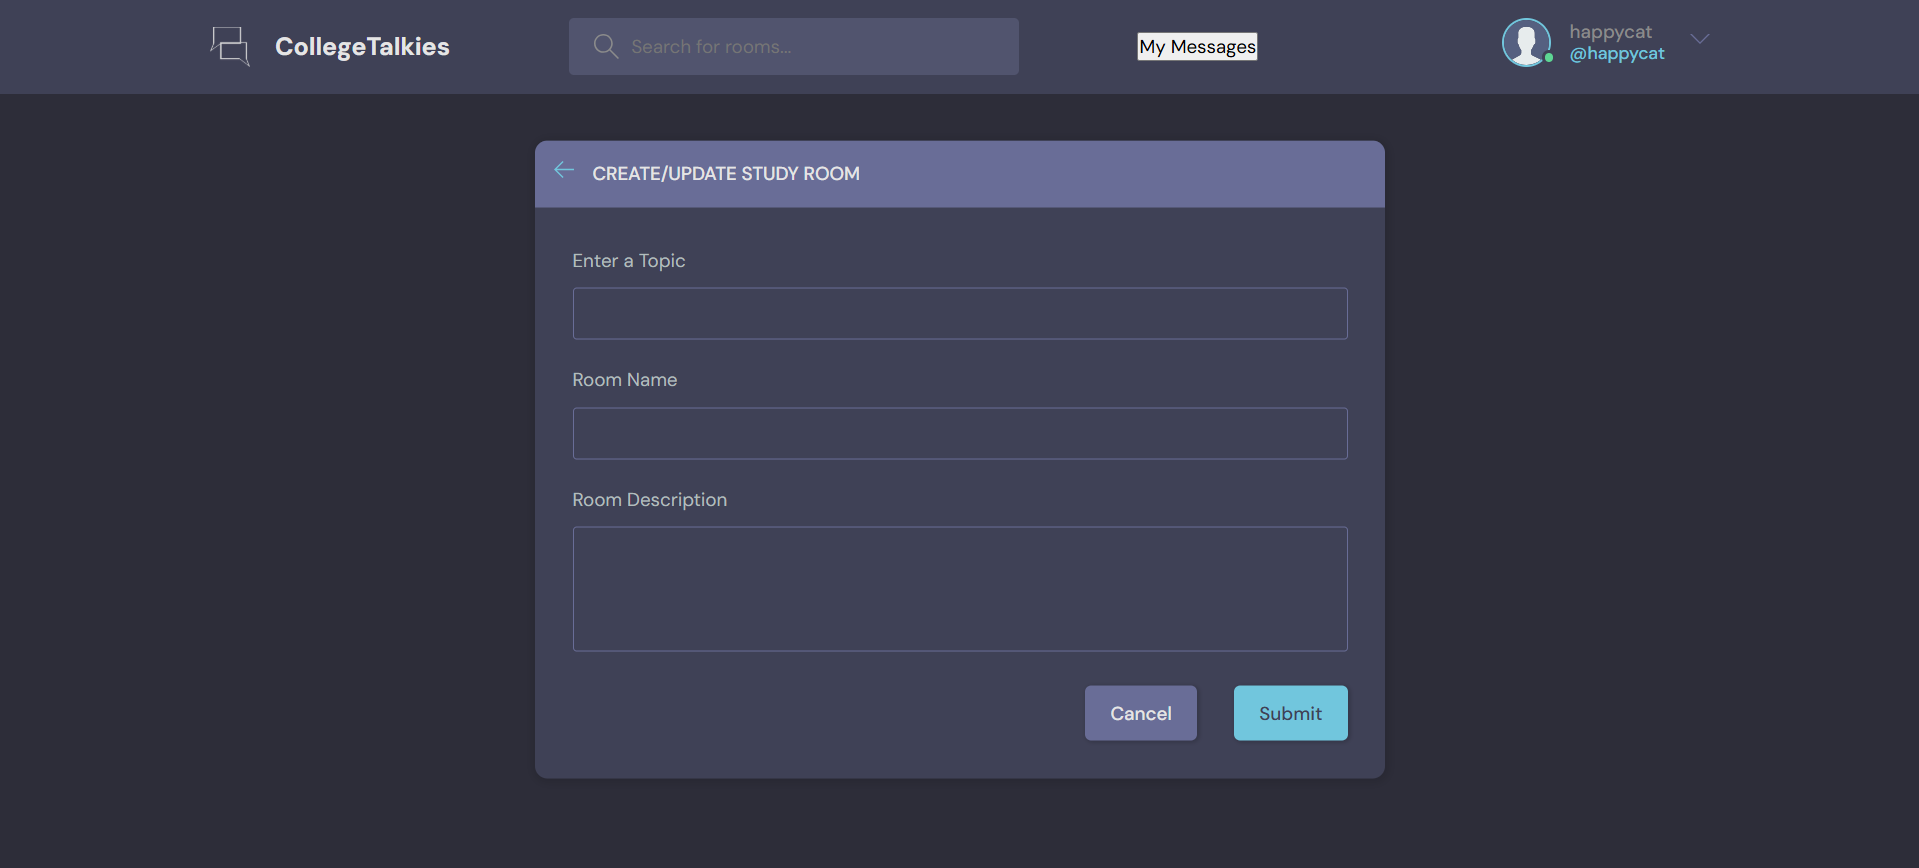 CollegeTalkies
Search for rooms...
My Messages
happycat
@happycat
CREATE/UPDATE STUDY ROOM
Enter a Topic
Room Name
Room Description
Cancel
Submit